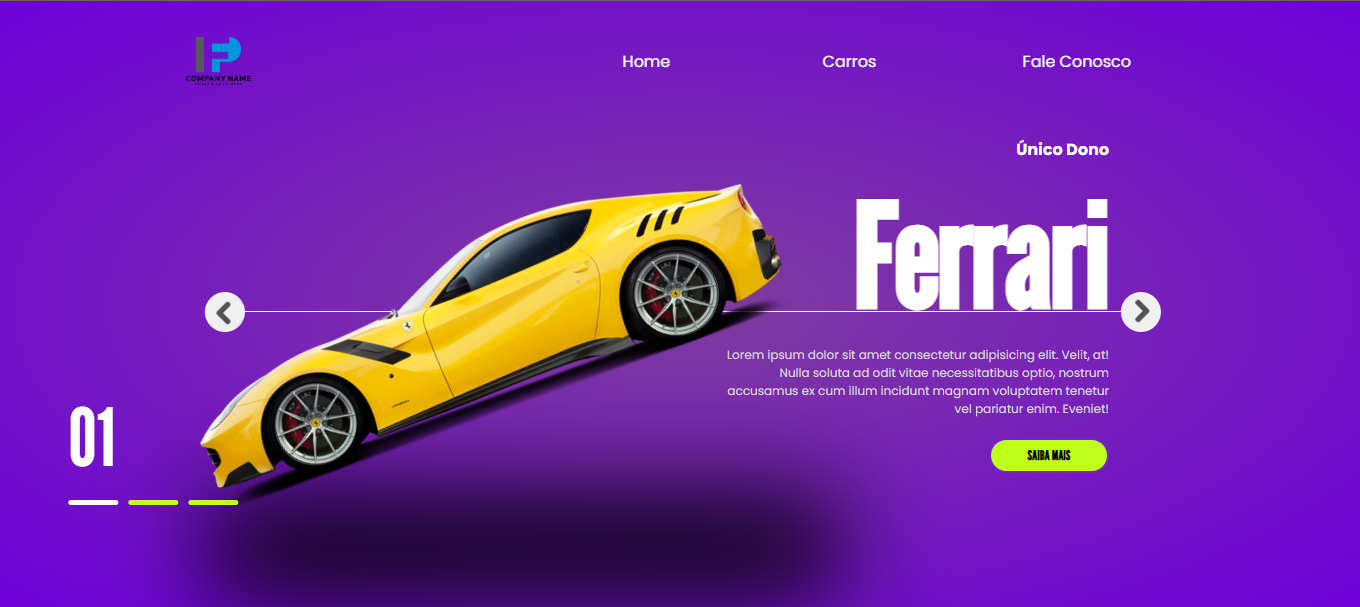 COMPANY NAME
Home
Carros
Fale Conosco
Único Dono
Ferrari
Lorem ipsum dolor sit amet consectetur adipisicing elit. Velit, at!
Nulla soluta ad odit vitae necessitatibus optio, nostrum
accusamus ex cum illum incidunt magnam voluptatem tenetur
vel pariatur enim. Eveniet!
01
SAIBA MAIS